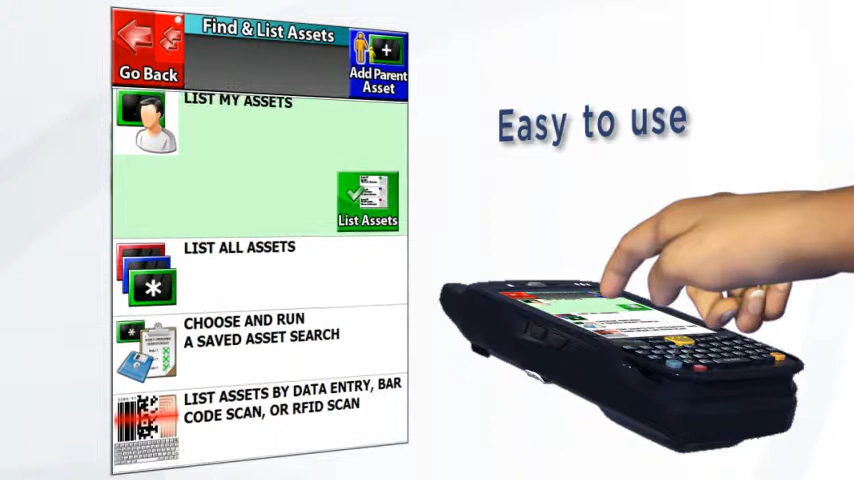 Find & List Assets
Go Back
Add Parent
Asset
LIST MY ASSETS
List Assets
LIST ALL ASSETS
CHOOSE AND RUN
A SAVED ASSET SEARCH
LIST ASSETS BY DATA ENTRY, BAR
CODE SCAN, OR RFID SCAN
Easy to use